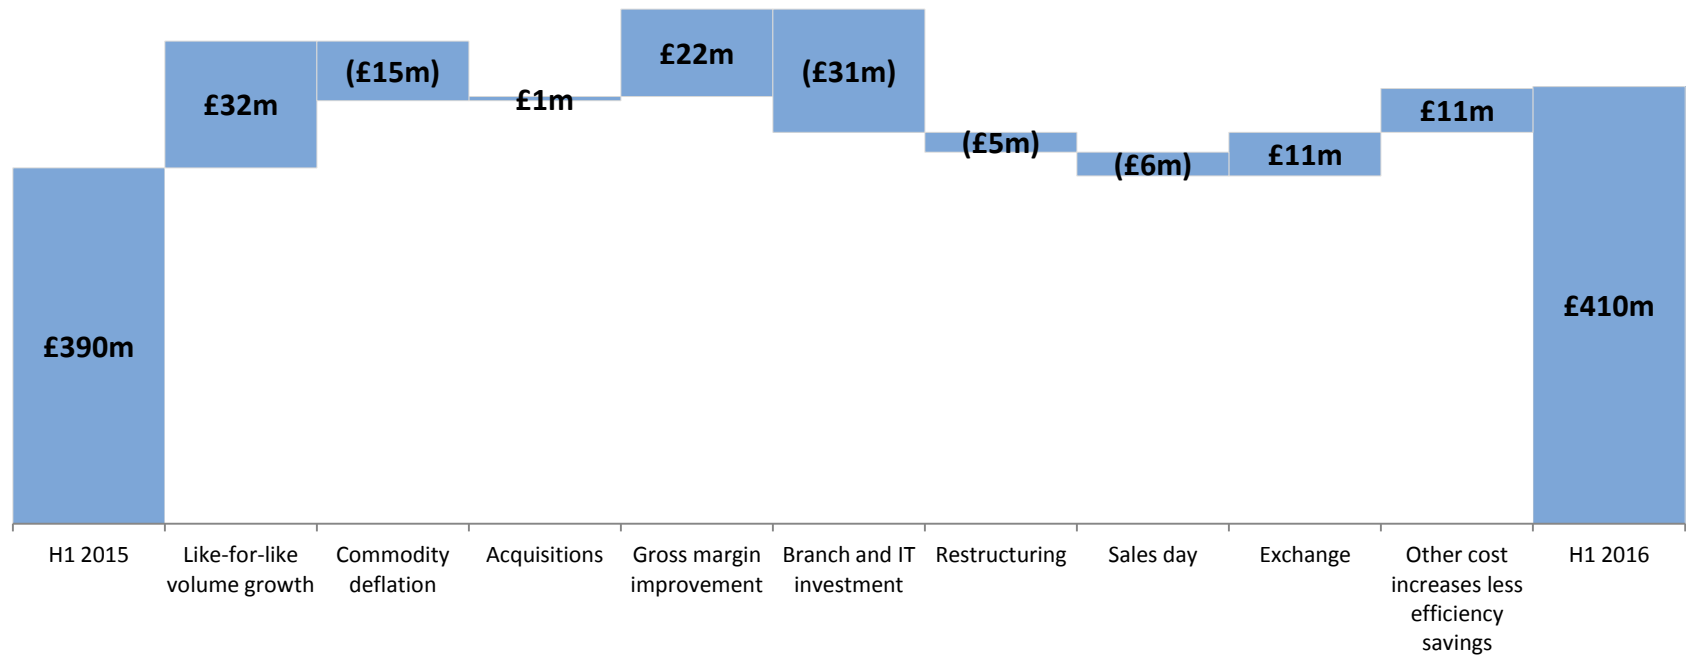 £390m
£32m
(£15m)
£1m
£22m
(£31m)
(£5m)
(£6m)
£11m
£11m
£410m
H1 2015
Like-for-like
volume growth
Commodity
deflation
Acquisitions
Gross margin
improvement
Branch and IT
investment
Restructuring
Sales day
Exchange
Other cost
increases less
efficiency
savings
H1 2016